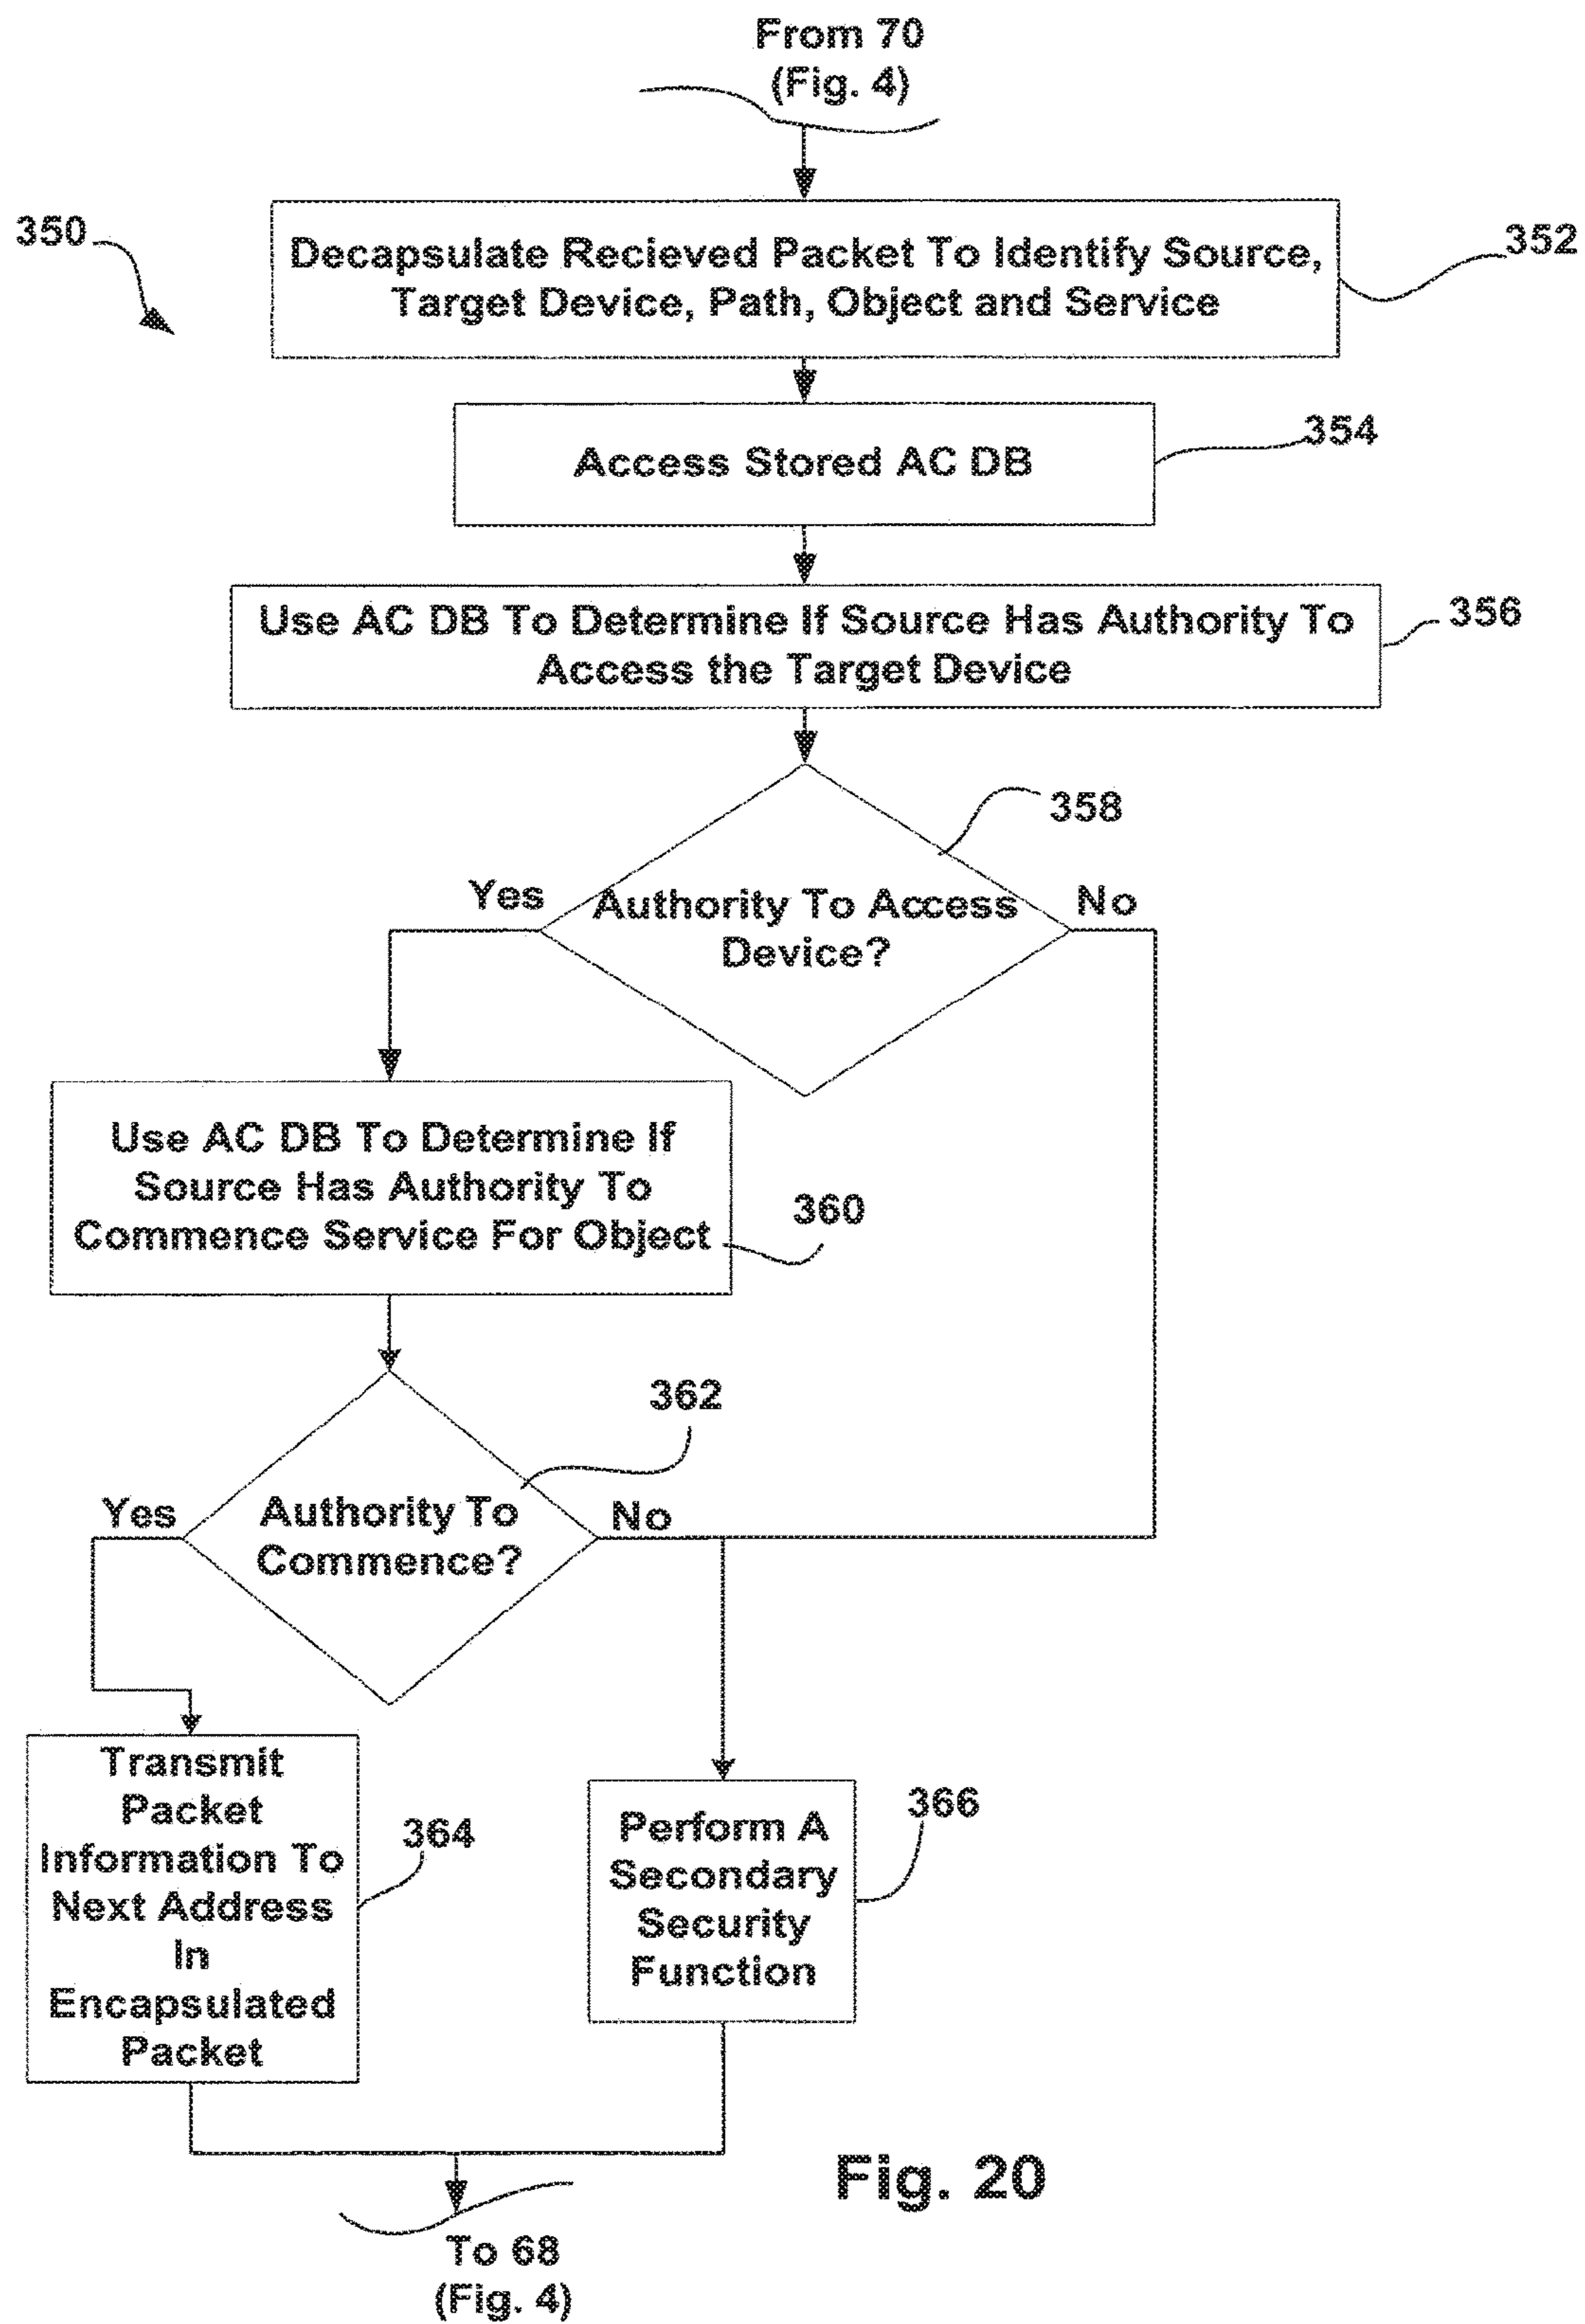 From 70
(Fig. 4)
350
Decapsulate Recieved Packet To Identify Source,
Target Device, Path, Object and Service
352
Access Stored AC DB
354
Use AC DB To Determine If Source Has Authority To
Access the Target Device
356
358
Yes
Authority To Access
Device?
No
Use AC DB To Determine If
Source Has Authority To
Commence Service For Object
360
362
Yes
Authority To
Commence?
No
Transmit
Packet
Information To
Next Address
In
Encapsulated
Packet
364
Perform A
Secondary
Security
Function
366
Fig. 20
To 68
(Fig. 4)